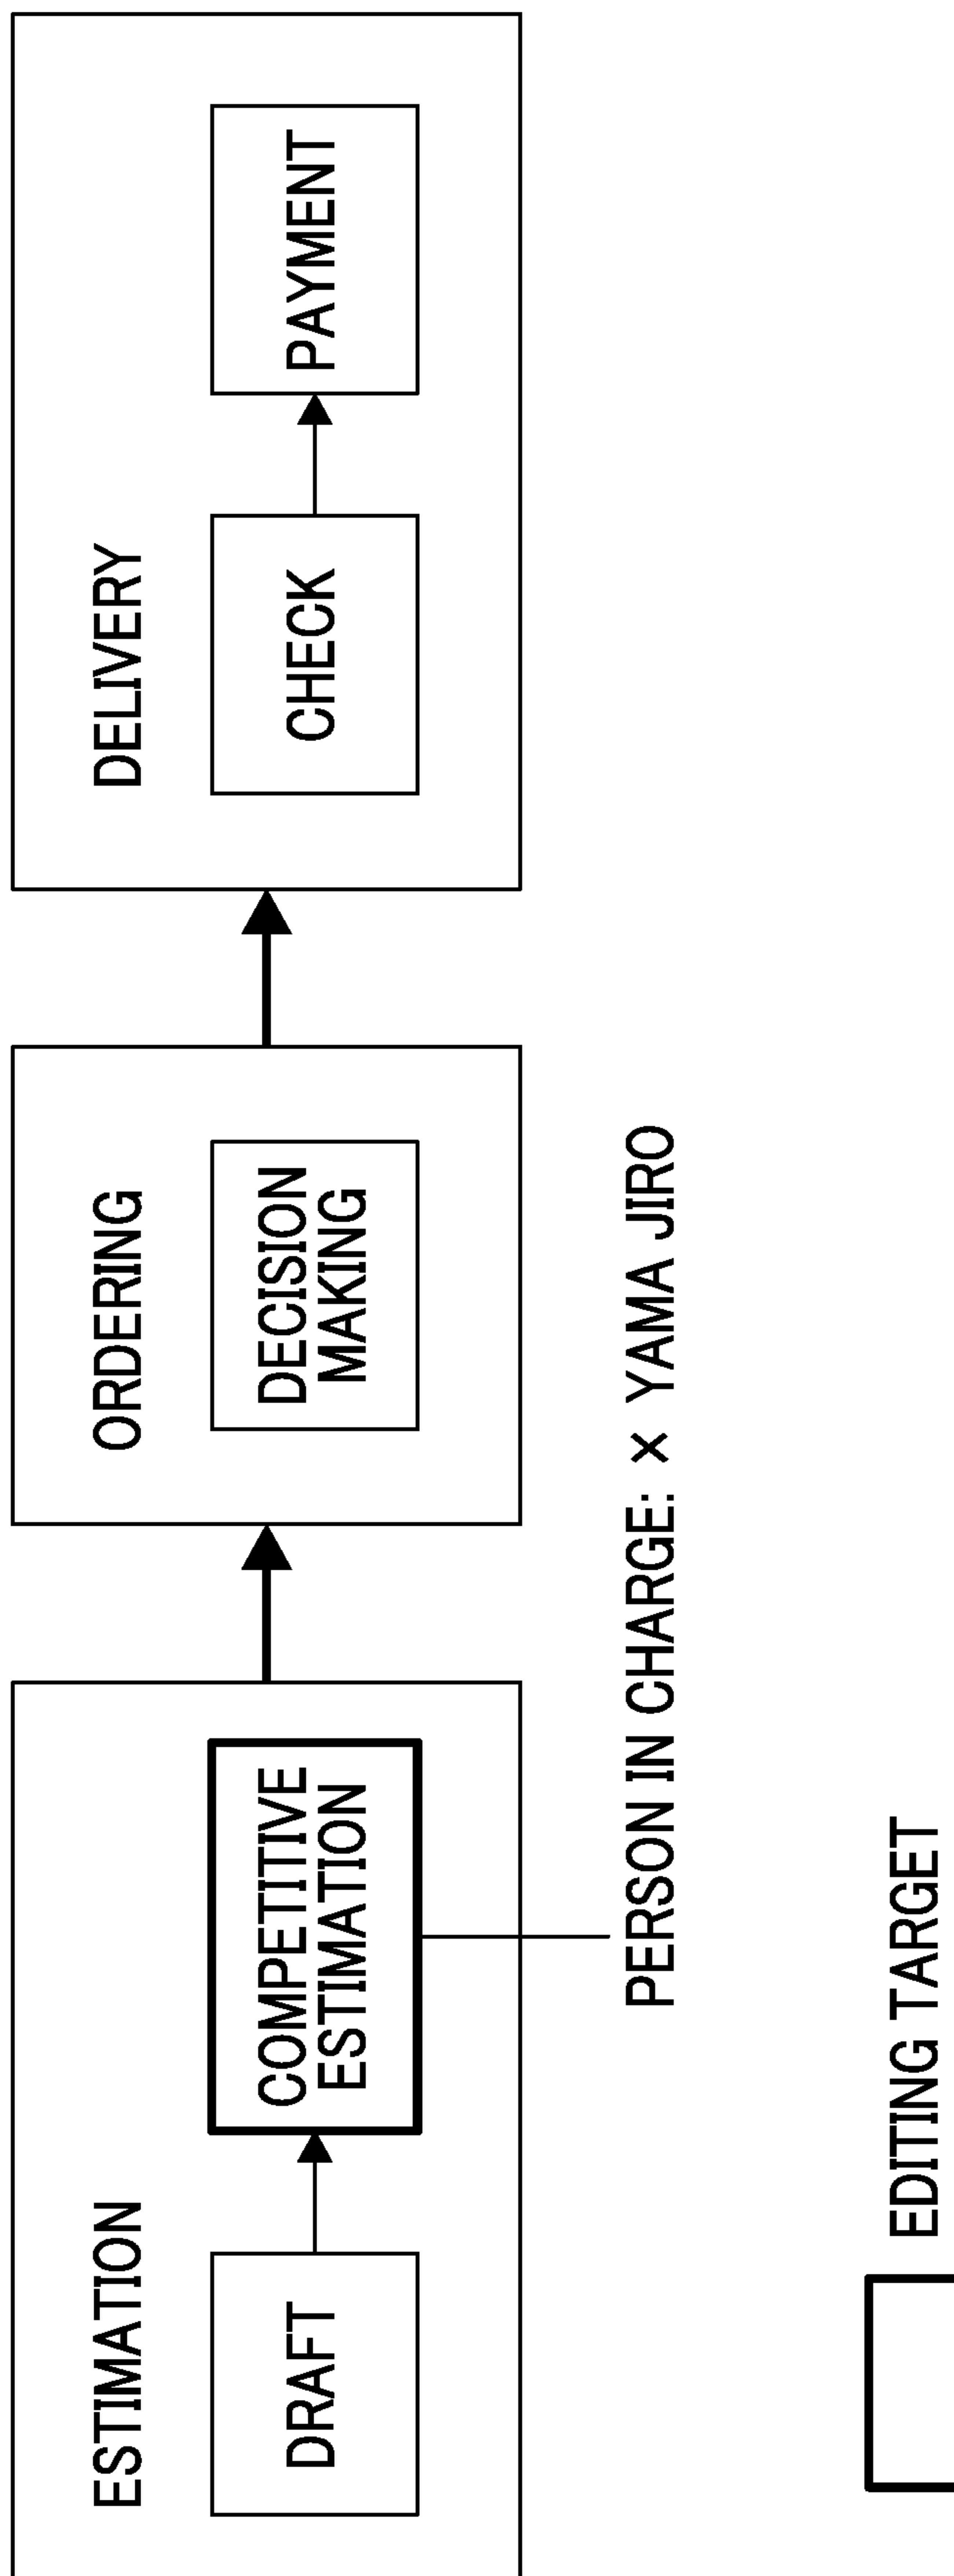 ESTIMATION
DRAFT
COMPETITIVE
ESTIMATION
ORDERING
DECISION
MAKING
DELIVERY
CHECK
PAYMENT
PERSON IN CHARGE: × YAMA JIRO
EDITING TARGET